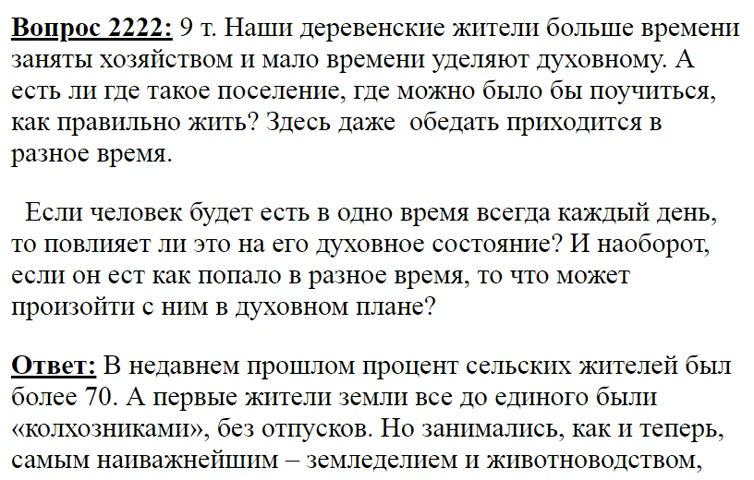 Вопрос 2222: 9 т. Наши деревенские жители больше времени
заняты хозяйством и мало времени уделяют духовному. А
есть ли где такое поселение, где можно было бы поучиться,
как правильно жить? Здесь даже  обедать приходится в
разное время.
Если человек будет есть в одно время всегда каждый день,
то повлияет ли это на его духовное состояние? И наоборот,
если он ест как попало в разное время, то что может
произойти с ним в духовном плане?
Ответ: В недавнем прошлом процент сельских жителей был
более 70. А первые жители земли все до единого были
«колхозниками», без отпусков. Но занимались, как и теперь,
самым наиважнейшим – земледелием и животноводством,